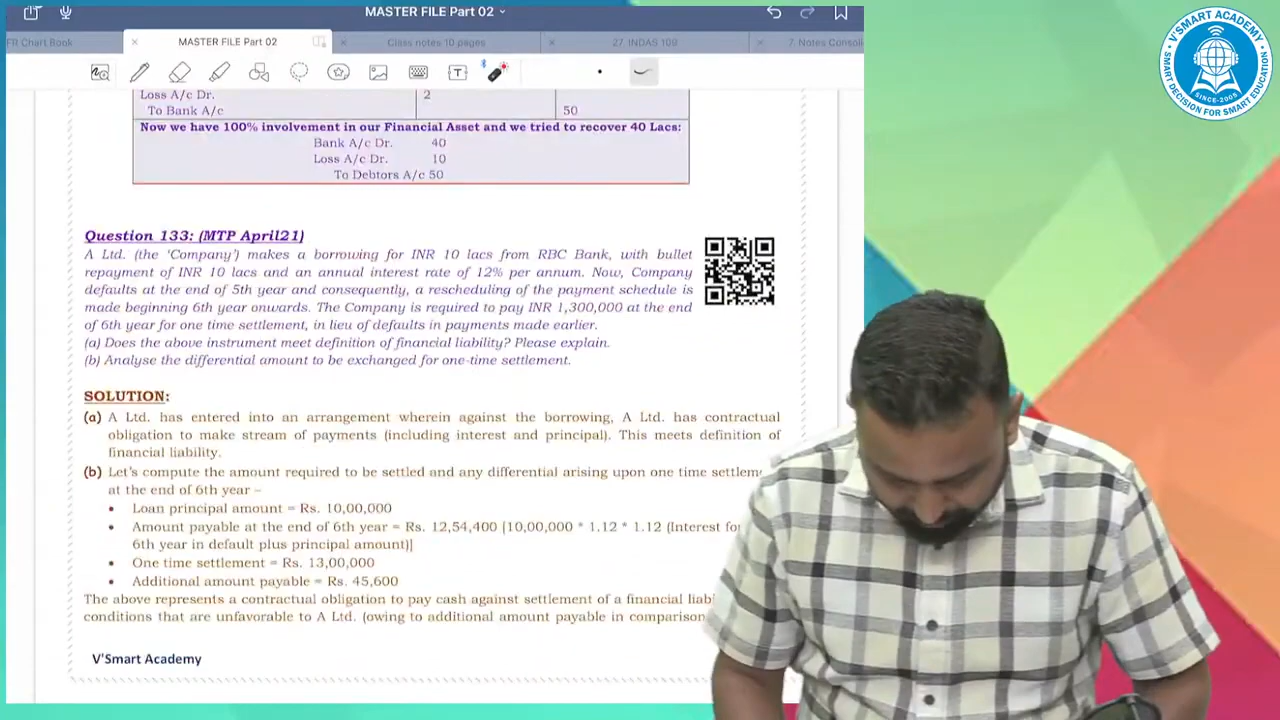 MASTER FILE Part 02
FR Chart Book
MASTER FILE Part 02
Class notes 10 pages
27. INDAS 109
7. Notes Consoli
Loss A/c Dr. 2
To Bank A/c 50
Now we have 100% involvement in our Financial Asset and we tried to recover 40 Lacs:
Bank A/c Dr. 40
Loss A/c Dr. 10
To Debtors A/c 50
Question 133: (MTP April21)
A Ltd. (the ‘Company’) makes a borrowing for INR 10 lacs from RBC Bank, with bullet
repayment of INR 10 lacs and an annual interest rate of 12% per annum. Now, Company
defaults at the end of 5th year and consequently, a rescheduling of the payment schedule is
made beginning 6th year onwards. The Company is required to pay INR 1,300,000 at the end
of 6th year for one time settlement, in lieu of defaults in payments made earlier.
(a) Does the above instrument meet definition of financial liability? Please explain.
(b) Analyse the differential amount to be exchanged for one-time settlement.
SOLUTION:
(a) A Ltd. has entered into an arrangement wherein against the borrowing, A Ltd. has contractual
obligation to make stream of payments (including interest and principal). This meets definition of
financial liability.
(b) Let’s compute the amount required to be settled and any differential arising upon one time settlem
at the end of 6th year –
• Loan principal amount = Rs. 10,00,000
• Amount payable at the end of 6th year = Rs. 12,54,400 [10,00,000 * 1.12 * 1.12 (Interest for
6th year in default plus principal amount)]
• One time settlement = Rs. 13,00,000
• Additional amount payable = Rs. 45,600
The above represents a contractual obligation to pay cash against settlement of a financial liabi
conditions that are unfavorable to A Ltd. (owing to additional amount payable in comparison
V'Smart Academy
V'SMART ACADEMY
SINCE-2005
SMART DECISION FOR SMART EDUCATION